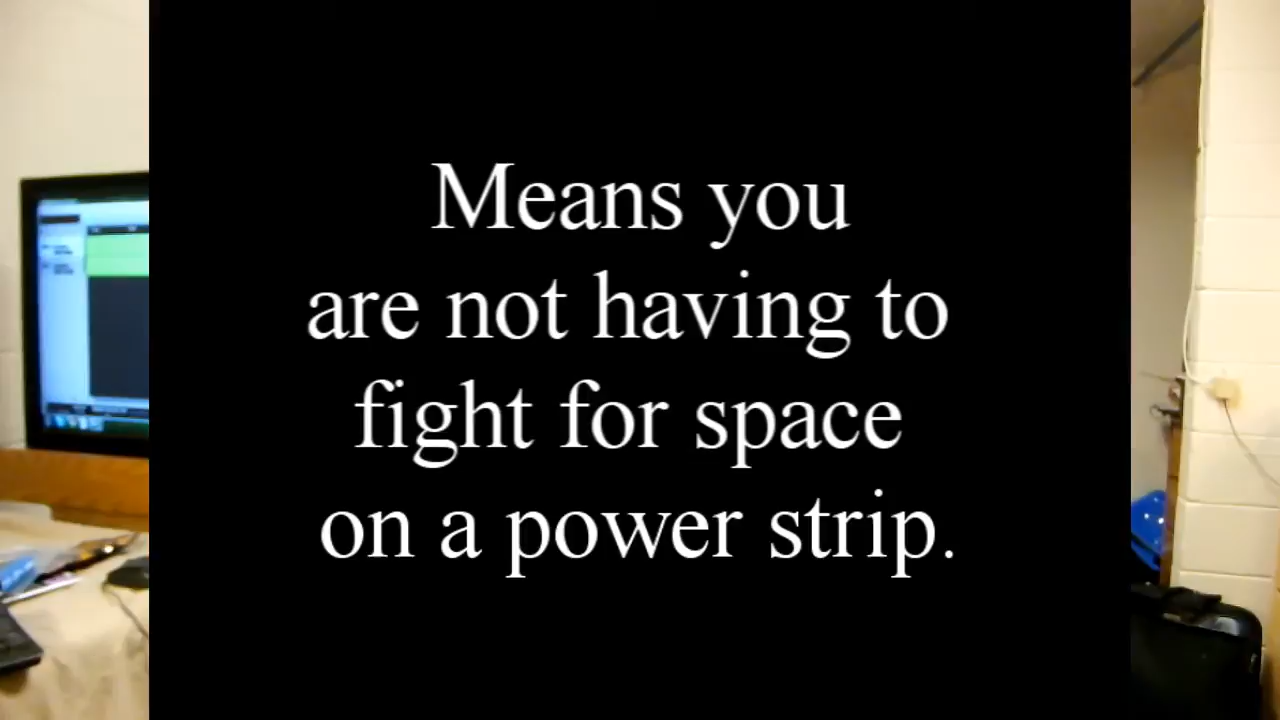 Means you
are not having to
fight for space
on a power strip.